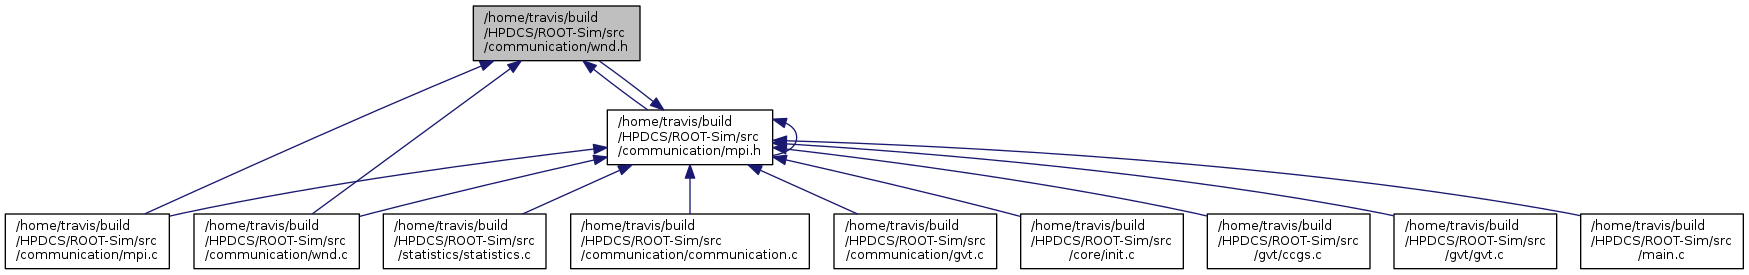 /home/travis/build
/HPDCS/ROOT-Sim/src
/communication/wnd.h
/home/travis/build
/HPDCS/ROOT-Sim/src
/communication/mpi.h
/home/travis/build
/HPDCS/ROOT-Sim/src
/communication/mpi.c
/home/travis/build
/HPDCS/ROOT-Sim/src
/communication/wnd.c
/home/travis/build
/HPDCS/ROOT-Sim/src
/statistics/statistics.c
/home/travis/build
/HPDCS/ROOT-Sim/src
/communication/communication.c
/home/travis/build
/HPDCS/ROOT-Sim/src
/communication/gvt.c
/home/travis/build
/HPDCS/ROOT-Sim/src
/core/init.c
/home/travis/build
/HPDCS/ROOT-Sim/src
/gvt/ccgs.c
/home/travis/build
/HPDCS/ROOT-Sim/src
/gvt/gvt.c
/home/travis/build
/HPDCS/ROOT-Sim/src
/main.c